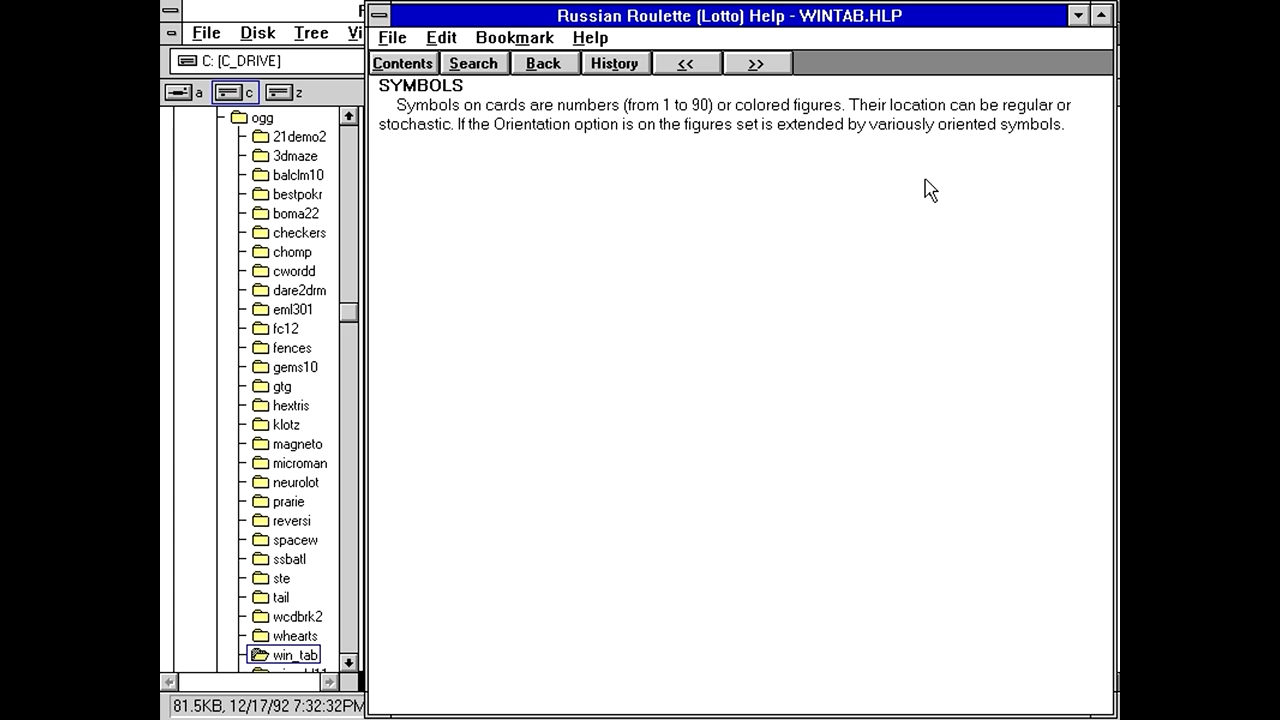 Russian Roulette (Lotto) Help - WINTAB.HLP
File Disk Tree
File Edit Bookmark Help
C: [C_DRIVE]
Contents Search Back History << >>
a c z
SYMBOLS
Symbols on cards are numbers (from 1 to 90) or colored figures. Their location can be regular or
stochastic. If the Orientation option is on the figures set is extended by variously oriented symbols.
ogg
21demo2
3dmaze
balclm10
bestpokr
boma22
checkers
chomp
cwordd
dare2drm
eml301
fc12
fences
gems10
gtg
hextris
klotz
magneto
microman
neurolot
prarie
reversi
spacew
ssbatl
ste
tail
wcdbrk2
whearts
win_tab
81.5KB, 12/17/92 7:32:32PM